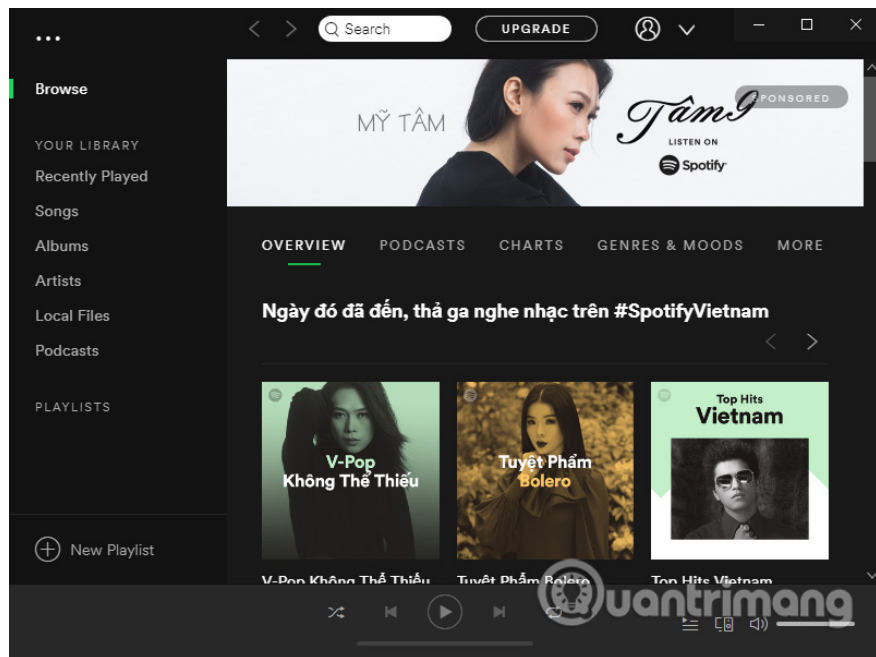 Search
UPGRADE
Browse
YOUR LIBRARY
Recently Played
Songs
Albums
Artists
Local Files
Podcasts
PLAYLISTS
New Playlist
MỸ TÂM
Tâm9
SPONSORED
LISTEN ON
Spotify
OVERVIEW PODCASTS CHARTS GENRES & MOODS MORE
Ngày đó đã đến, thả ga nghe nhạc trên #SpotifyVietnam
V-Pop
Không Thể Thiếu
Tuyệt Phẩm
Bolero
Top Hits
Vietnam
V-Pop Không Thể Thiếu
Tuyệt Phẩm Bolero
Top Hits Vietnam
Quantrimang